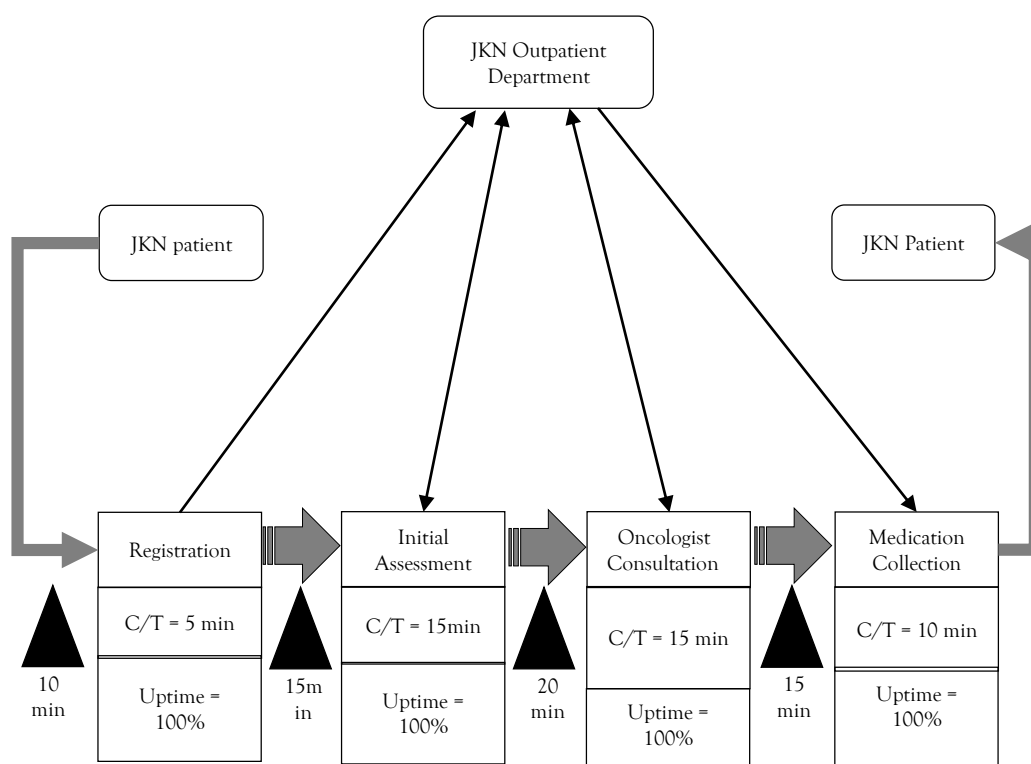 JKN Outpatient
Department
JKN patient
JKN Patient
Registration
Initial
Assessment
Oncologist
Consultation
Medication
Collection
C/T = 5 min
C/T = 15min
C/T = 15 min
C/T = 10 min
10
min
15m
in
20
min
15
min
Uptime =
100%
Uptime =
100%
Uptime =
100%
Uptime =
100%